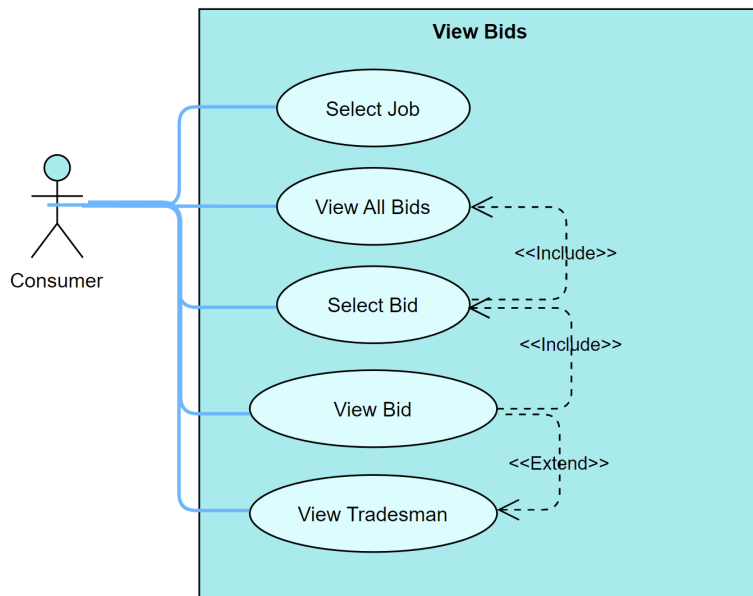 View Bids
Select Job
View All Bids
<<Include>>
Consumer
Select Bid
<<Include>>
View Bid
<<Extend>>
View Tradesman